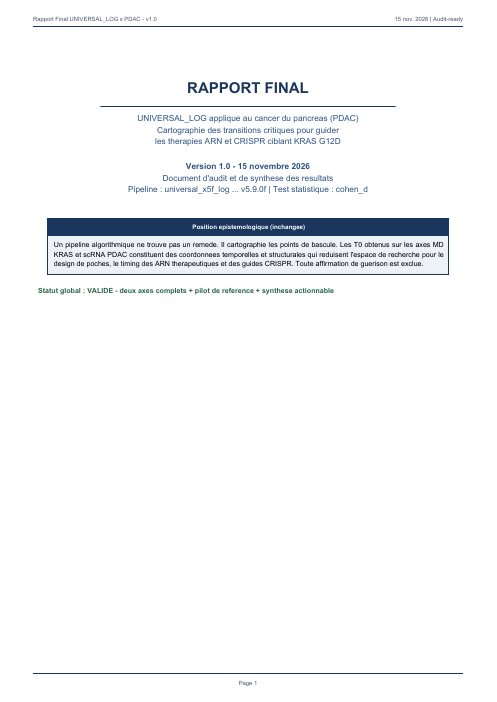 Rapport Final UNIVERSAL_LOG x PDAC - v1.0
15 nov. 2026 | Audit-ready
RAPPORT FINAL
UNIVERSAL_LOG applique au cancer du pancreas (PDAC)
Cartographie des transitions critiques pour guider
les therapies ARN et CRISPR ciblant KRAS G12D
Version 1.0 - 15 novembre 2026
Document d'audit et de synthese des resultats
Pipeline : universal_x5f_log ... v5.9.0f | Test statistique : cohen_d
Position epistemologique (inchangee)
Un pipeline algorithmique ne trouve pas un remede. Il cartographie les points de bascule. Les T0 obtenus sur les axes MD
KRAS et scRNA PDAC constituent des coordonnees temporelles et structurales qui reduisent l'espace de recherche pour le
design de poches, le timing des ARN therapeutiques et des guides CRISPR. Toute affirmation de guerison est exclue.
Statut global : VALIDE - deux axes complets + pilot de reference + synthese actionnable
Page 1